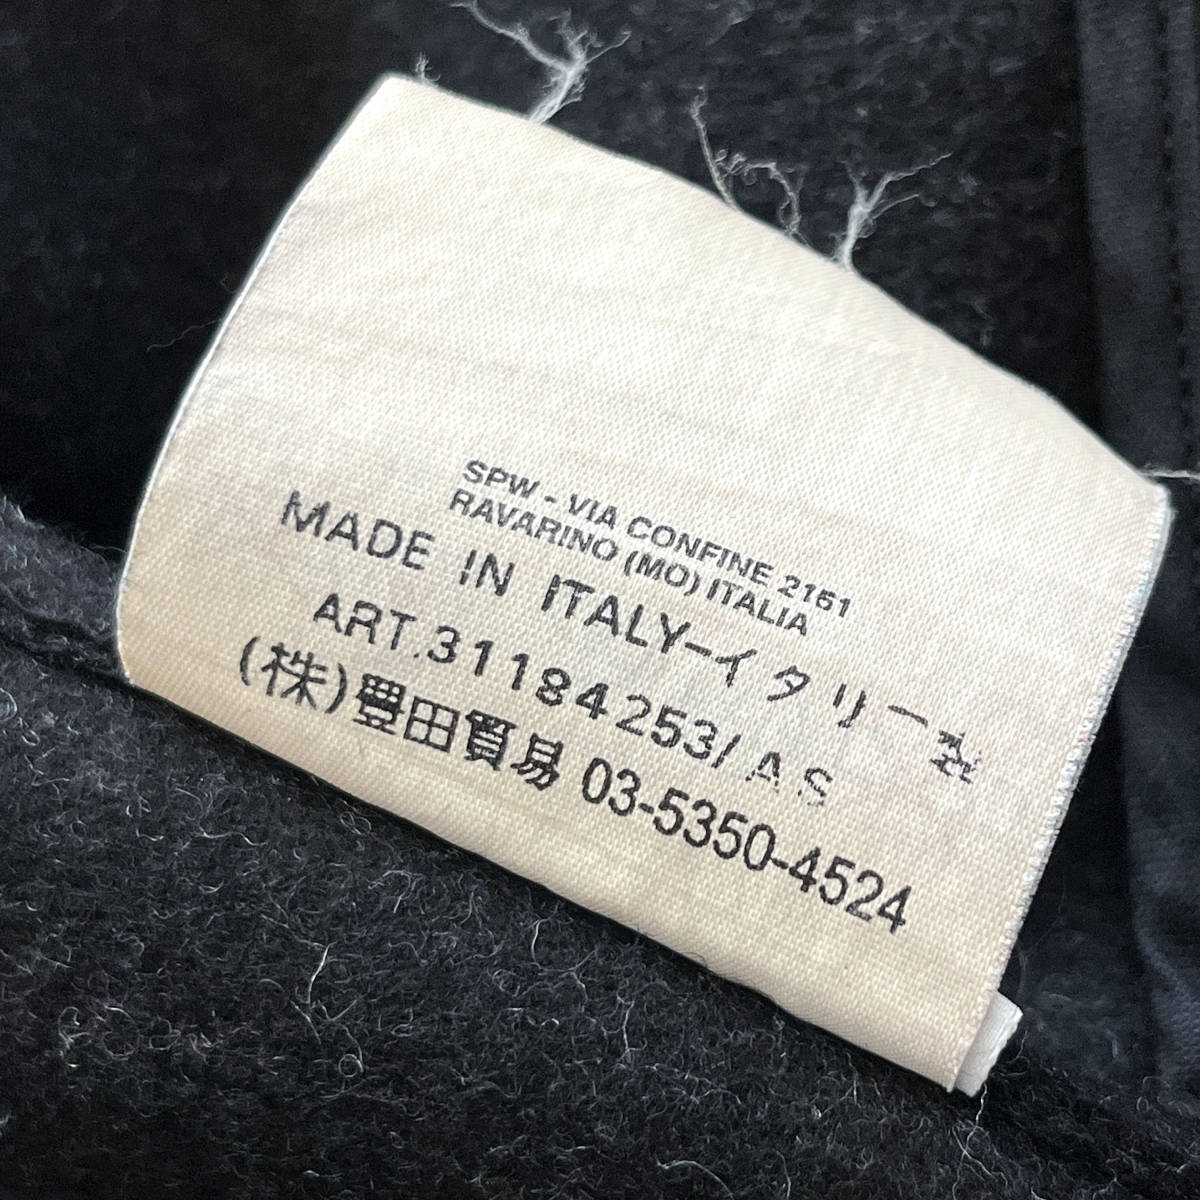 SPW - VIA CONFINE 2161
RAVARINO (MO) ITALIA
MADE IN ITALY-イタリー製
ART.31184253/AS
(株)豊田貿易 03-5350-4524